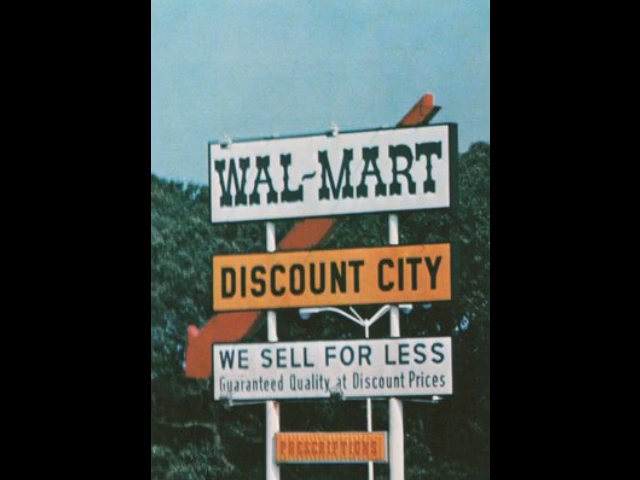 WAL-MART
DISCOUNT CITY
WE SELL FOR LESS
Guaranteed Quality at Discount Prices
PRESCRIPTIONS